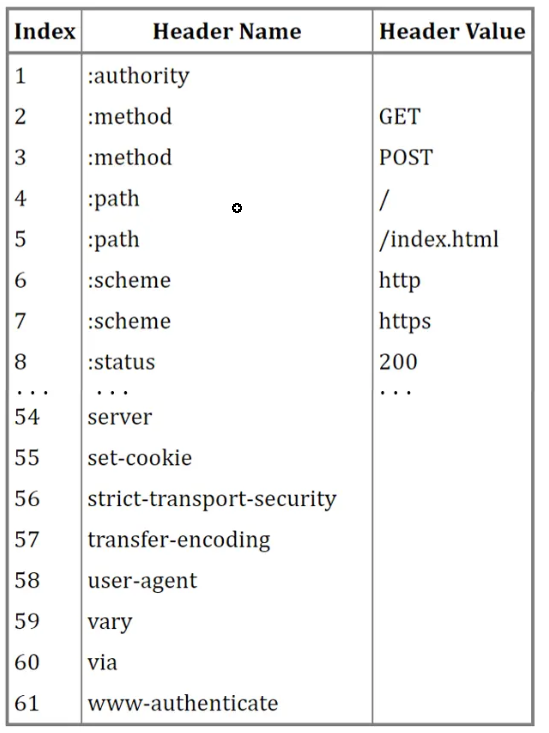 Index Header Name Header Value
1 :authority
2 :method GET
3 :method POST
4 :path /
5 :path /index.html
6 :scheme http
7 :scheme https
8 :status 200
... ... ...
54 server
55 set-cookie
56 strict-transport-security
57 transfer-encoding
58 user-agent
59 vary
60 via
61 www-authenticate